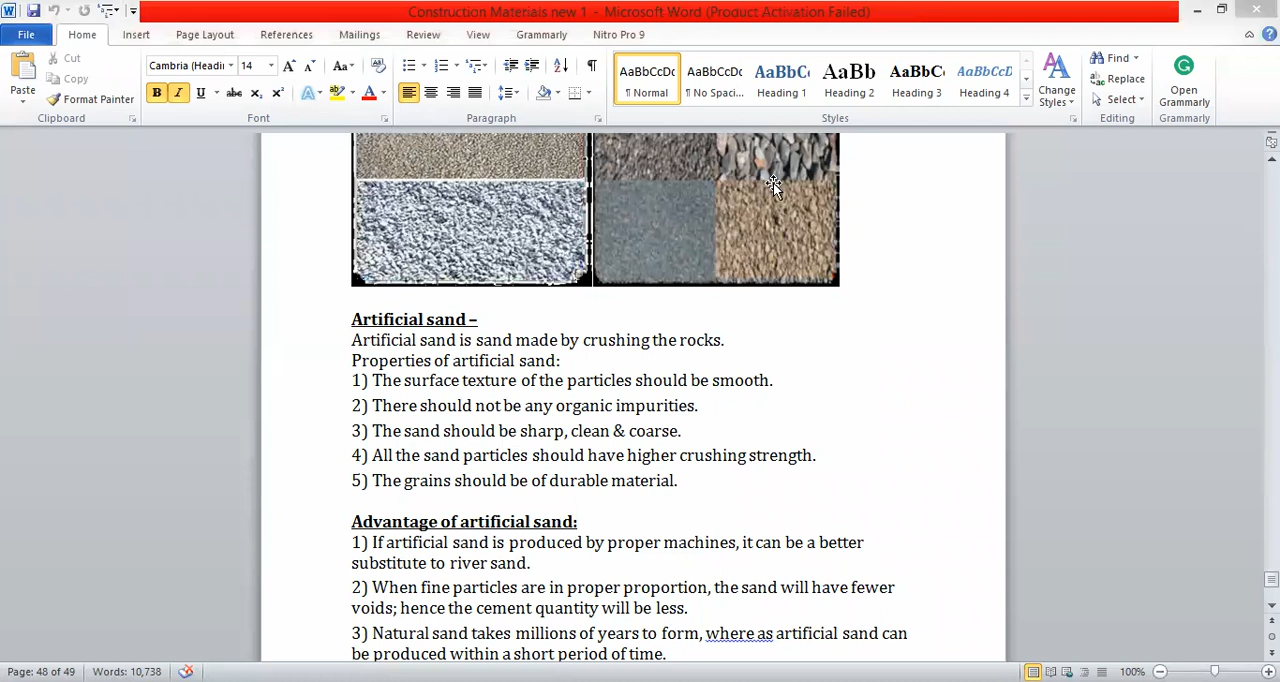 Construction Materials new 1 - Microsoft Word (Product Activation Failed)
File Home Insert Page Layout References Mailings Review View Grammarly Nitro Pro 9
Paste
Cut
Copy
Format Painter
Clipboard
Cambria (Headi 14
Font
Paragraph
AaBbCcDc AaBbCcDc AaBbC AaBb AaBbC AaBbCcD
¶ Normal ¶ No Spaci... Heading 1 Heading 2 Heading 3 Heading 4
Styles
Change Styles
Find
Replace
Select
Editing
Open Grammarly
Grammarly
Artificial sand –
Artificial sand is sand made by crushing the rocks.
Properties of artificial sand:
1) The surface texture of the particles should be smooth.
2) There should not be any organic impurities.
3) The sand should be sharp, clean & coarse.
4) All the sand particles should have higher crushing strength.
5) The grains should be of durable material.
Advantage of artificial sand:
1) If artificial sand is produced by proper machines, it can be a better
substitute to river sand.
2) When fine particles are in proper proportion, the sand will have fewer
voids; hence the cement quantity will be less.
3) Natural sand takes millions of years to form, where as artificial sand can
be produced within a short period of time.
Page: 48 of 49 Words: 10,738 100%